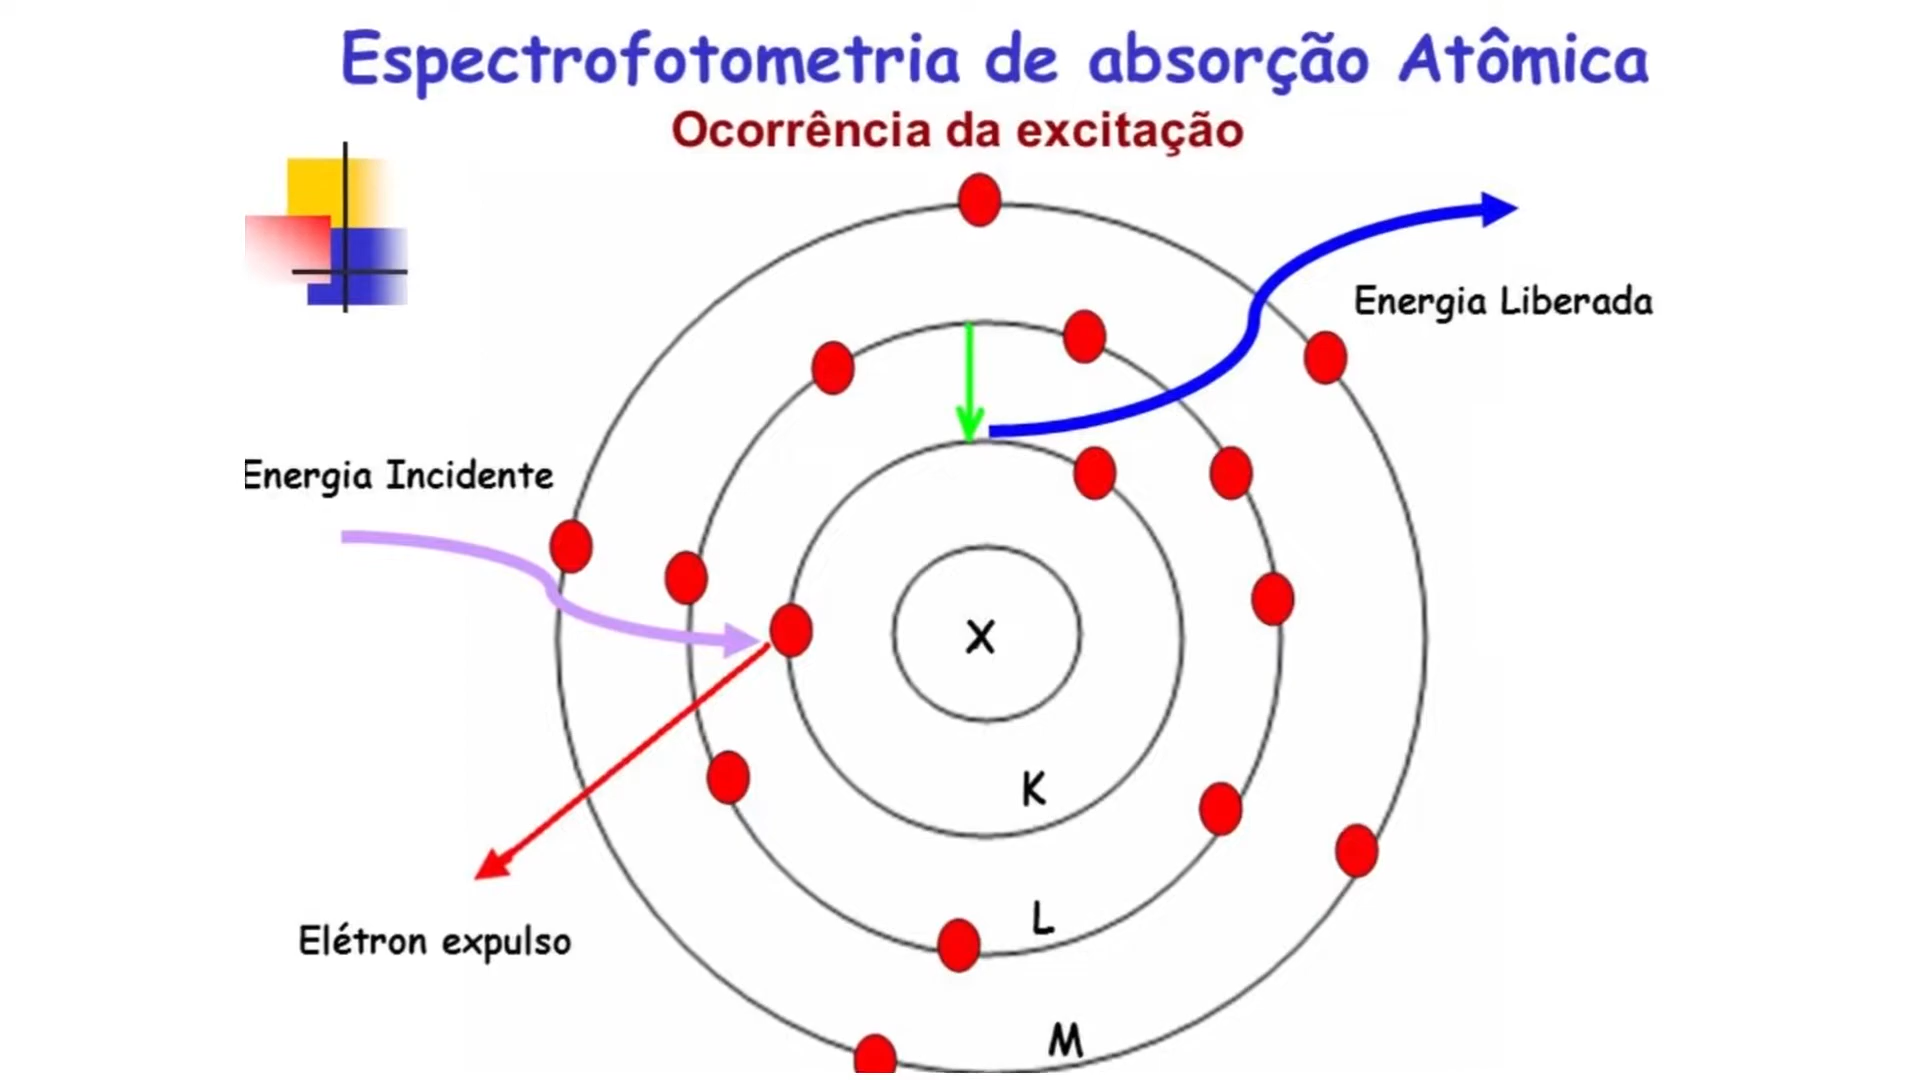 Espectrofotometria de absorção Atômica
Ocorrência da excitação
Energia Liberada
Energia Incidente
X
K
Elétron expulso
L
M